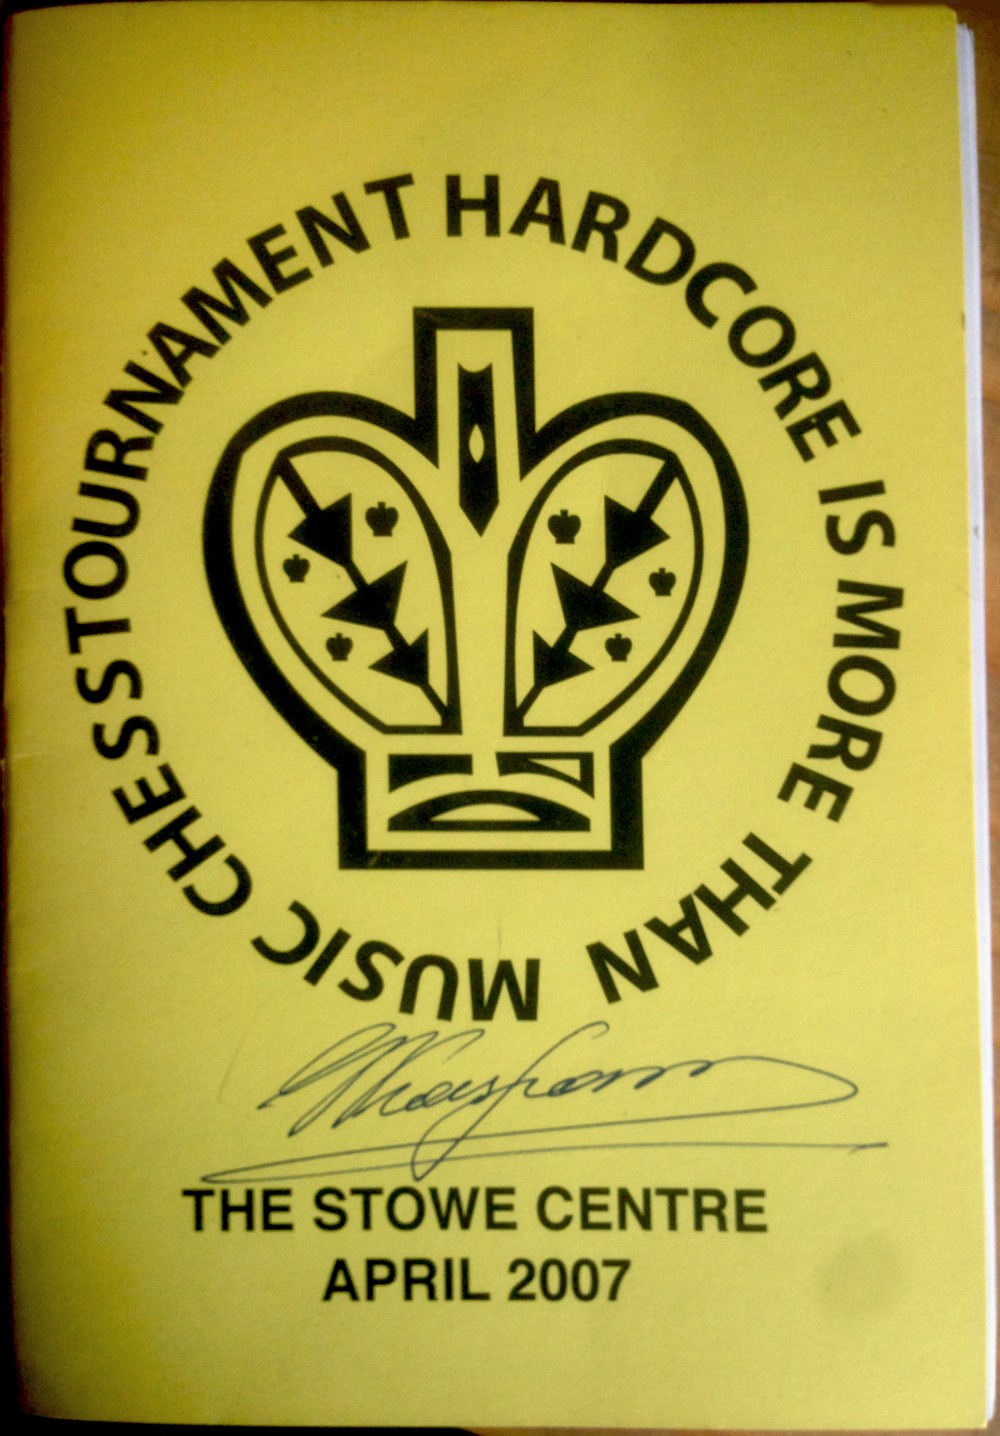 HARDCORE IS MORE THAN MUSIC CHESSTOURNAMENT
THE STOWE CENTRE
APRIL 2007